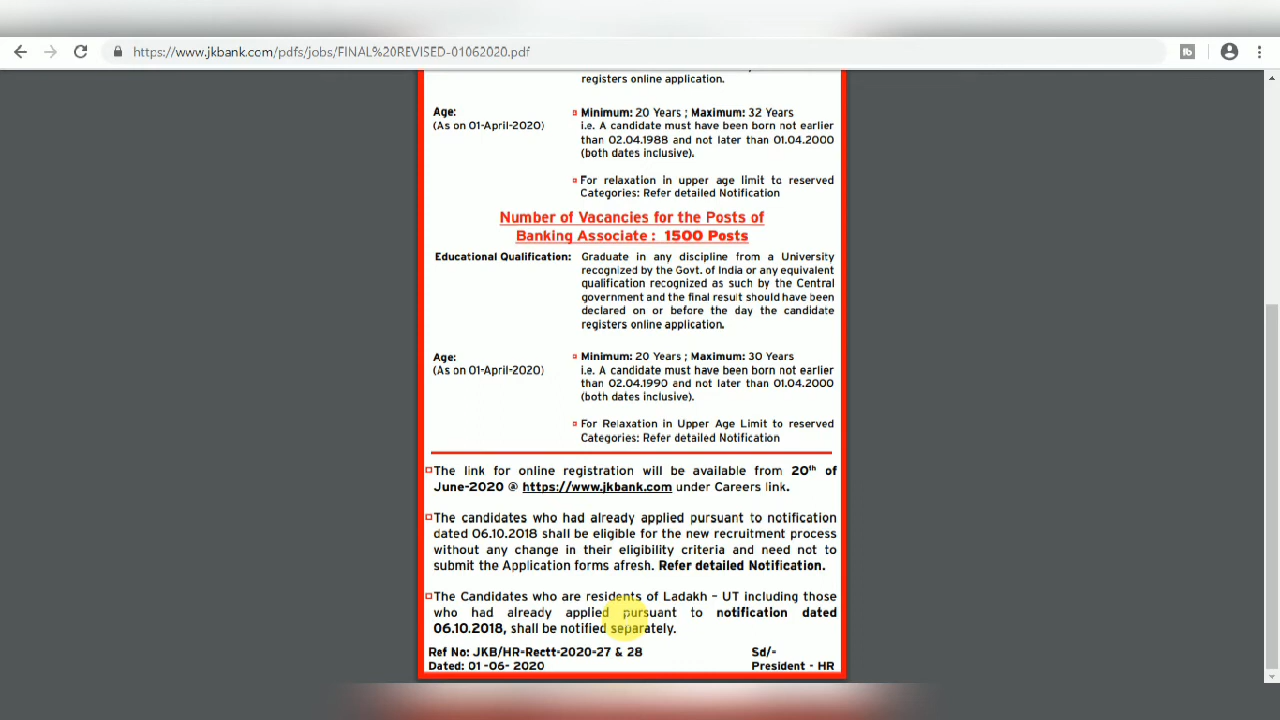 https://www.jkbank.com/pdfs/jobs/FINAL%20REVISED-01062020.pdf
registers online application.
Age: Minimum: 20 Years ; Maximum: 32 Years
(As on 01-April-2020) i.e. A candidate must have been born not earlier
than 02.04.1988 and not later than 01.04.2000
(both dates inclusive).
For relaxation in upper age limit to reserved
Categories: Refer detailed Notification
Number of Vacancies for the Posts of
Banking Associate : 1500 Posts
Educational Qualification: Graduate in any discipline from a University
recognized by the Govt. of India or any equivalent
qualification recognized as such by the Central
government and the final result should have been
declared on or before the day the candidate
registers online application.
Age: Minimum: 20 Years ; Maximum: 30 Years
(As on 01-April-2020) i.e. A candidate must have been born not earlier
than 02.04.1990 and not later than 01.04.2000
(both dates inclusive).
For Relaxation in Upper Age Limit to reserved
Categories: Refer detailed Notification
The link for online registration will be available from 20th of
June-2020 @ https://www.jkbank.com under Careers link.
The candidates who had already applied pursuant to notification
dated 06.10.2018 shall be eligible for the new recruitment process
without any change in their eligibility criteria and need not to
submit the Application forms afresh. Refer detailed Notification.
The Candidates who are residents of Ladakh – UT including those
who had already applied pursuant to notification dated
06.10.2018, shall be notified separately.
Ref No: JKB/HR-Rectt-2020-27 & 28 Sd/-
Dated: 01 -06- 2020 President - HR